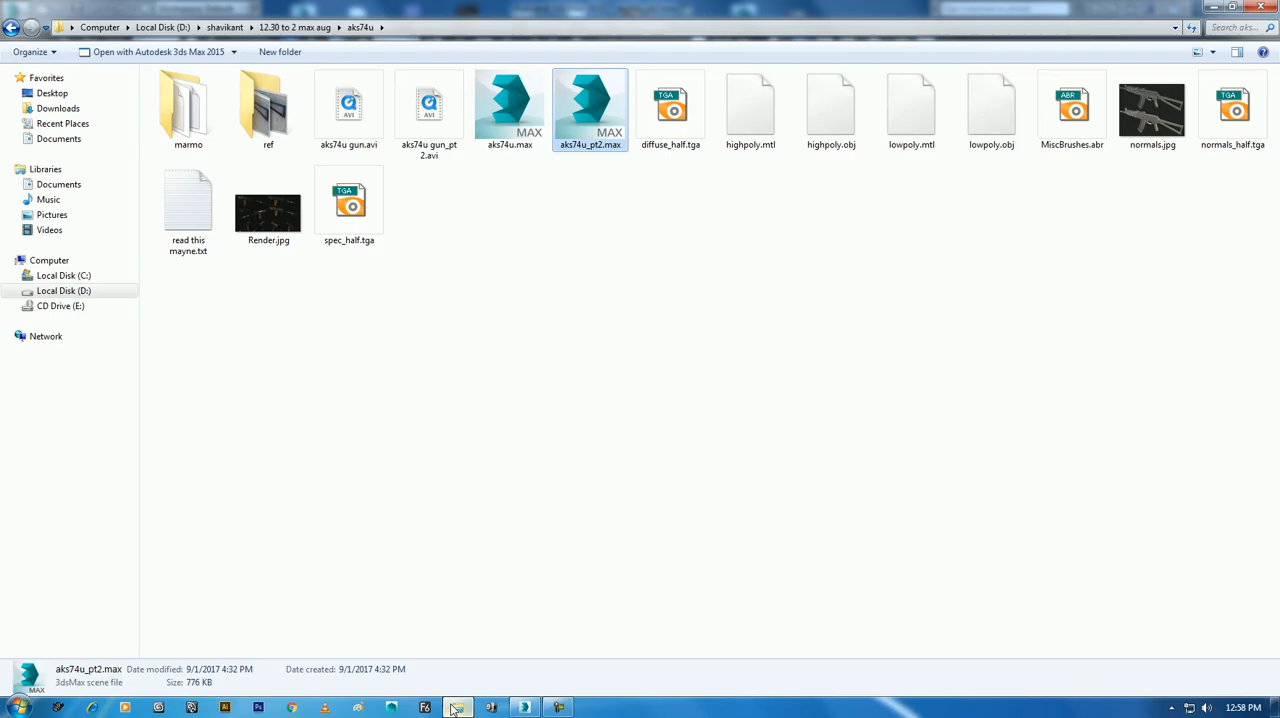 Computer ▸ Local Disk (D:) ▸ shavikant ▸ 12.30 to 2 max aug ▸ aks74u ▸
Search aks...
Organize Open with Autodesk 3ds Max 2015 New folder
Favorites
Desktop
Downloads
Recent Places
Documents
Libraries
Documents
Music
Pictures
Videos
Computer
Local Disk (C:)
Local Disk (D:)
CD Drive (E:)
Network
AVI AVI MAX MAX TGA ABR TGA
marmo ref aks74u gun.avi aks74u gun_pt aks74u.max aks74u_pt2.max diffuse_half.tga highpoly.mtl highpoly.obj lowpoly.mtl lowpoly.obj MiscBrushes.abr normals.jpg normals_half.tga
2.avi
TGA
read this Render.jpg spec_half.tga
mayne.txt
MAX
aks74u_pt2.max Date modified: 9/1/2017 4:32 PM Date created: 9/1/2017 4:32 PM
3dsMax scene file Size: 776 KB
Ai Ps F6
12:58 PM